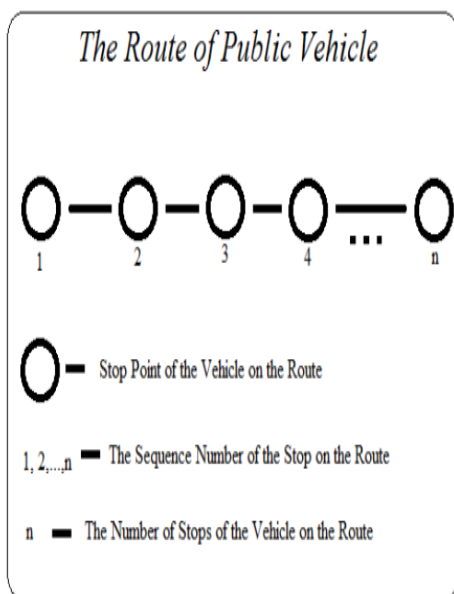 The Route of Public Vehicle
1 2 3 4 ... n
Stop Point of the Vehicle on the Route
1, 2,...,n – The Sequence Number of the Stop on the Route
n – The Number of Stops of the Vehicle on the Route